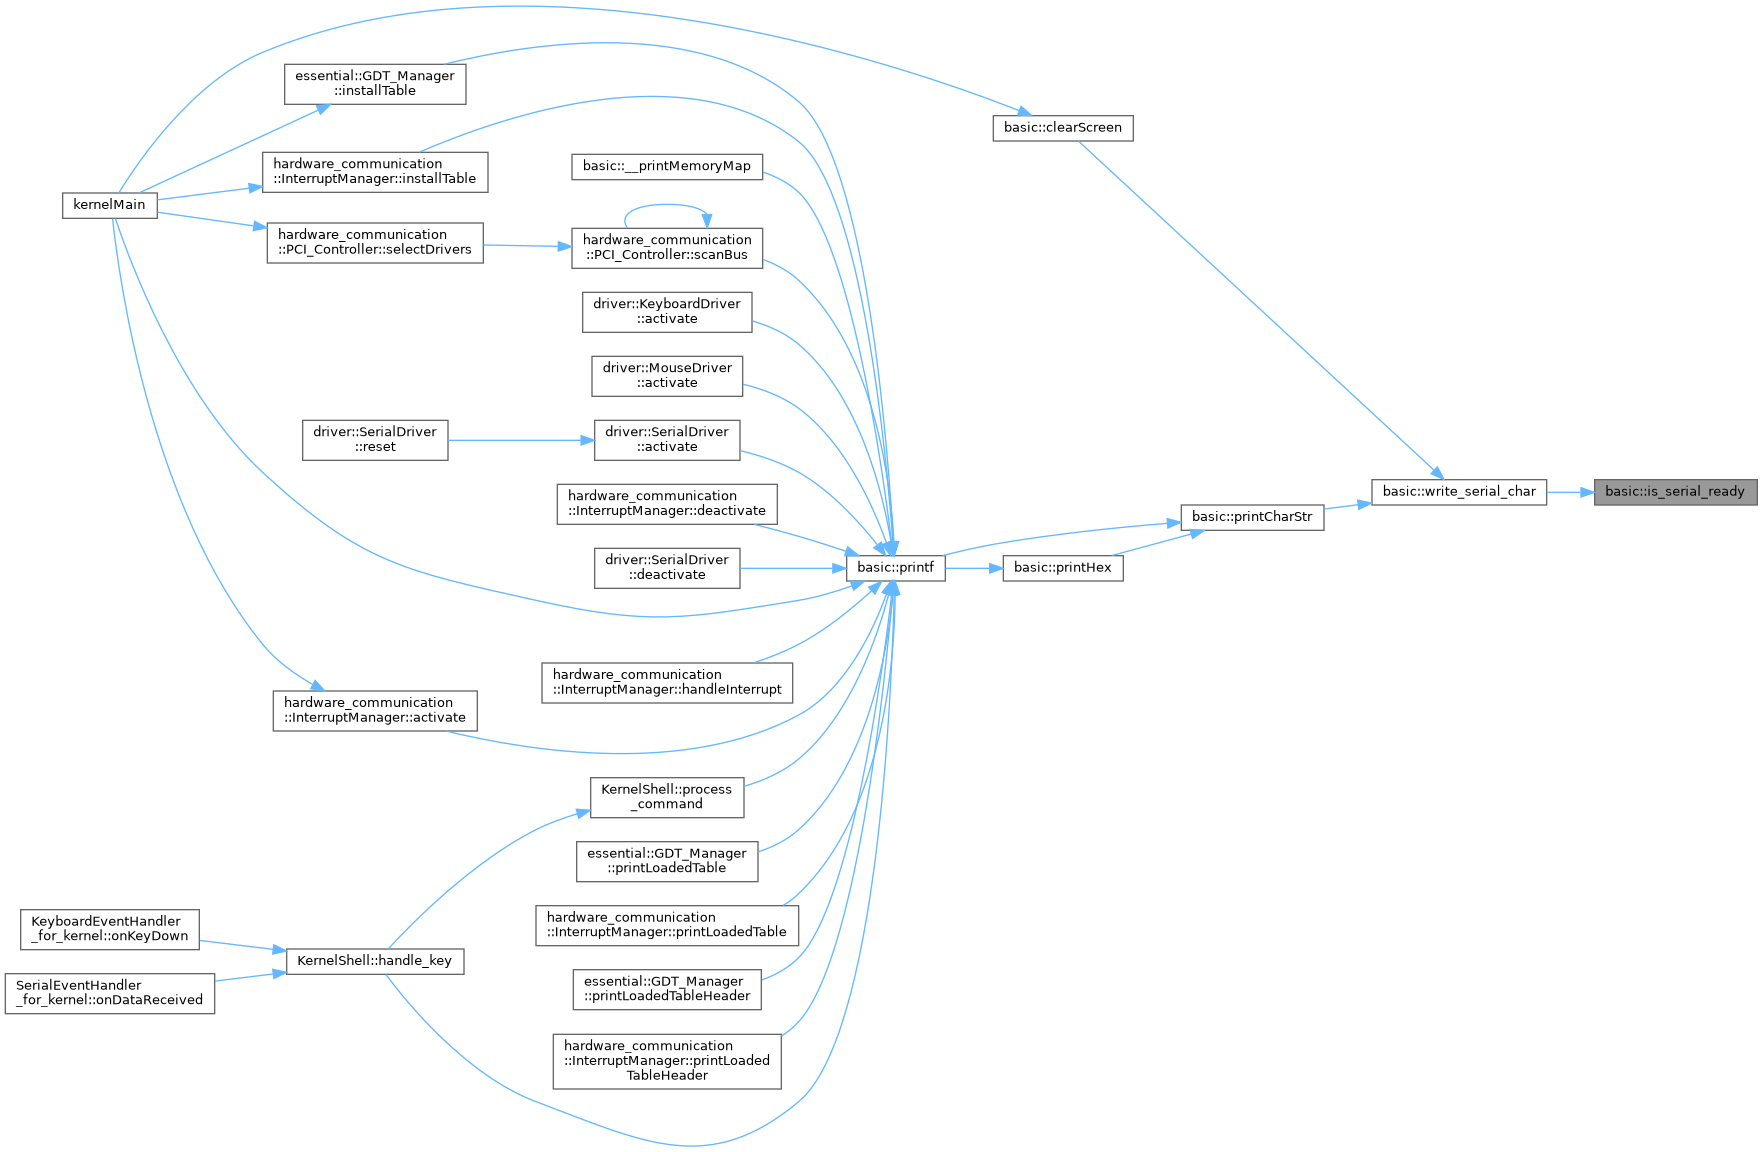 essential::GDT_Manager
::installTable
basic::clearScreen
hardware_communication
::InterruptManager::installTable
basic::__printMemoryMap
kernelMain
hardware_communication
::PCI_Controller::selectDrivers
hardware_communication
::PCI_Controller::scanBus
driver::KeyboardDriver
::activate
driver::MouseDriver
::activate
driver::SerialDriver
::reset
driver::SerialDriver
::activate
hardware_communication
::InterruptManager::deactivate
basic::write_serial_char
basic::is_serial_ready
basic::printCharStr
driver::SerialDriver
::deactivate
basic::printf
basic::printHex
hardware_communication
::InterruptManager::handleInterrupt
hardware_communication
::InterruptManager::activate
KernelShell::process
_command
essential::GDT_Manager
::printLoadedTable
hardware_communication
::InterruptManager::printLoadedTable
KeyboardEventHandler
_for_kernel::onKeyDown
KernelShell::handle_key
SerialEventHandler
_for_kernel::onDataReceived
essential::GDT_Manager
::printLoadedTableHeader
hardware_communication
::InterruptManager::printLoaded
TableHeader